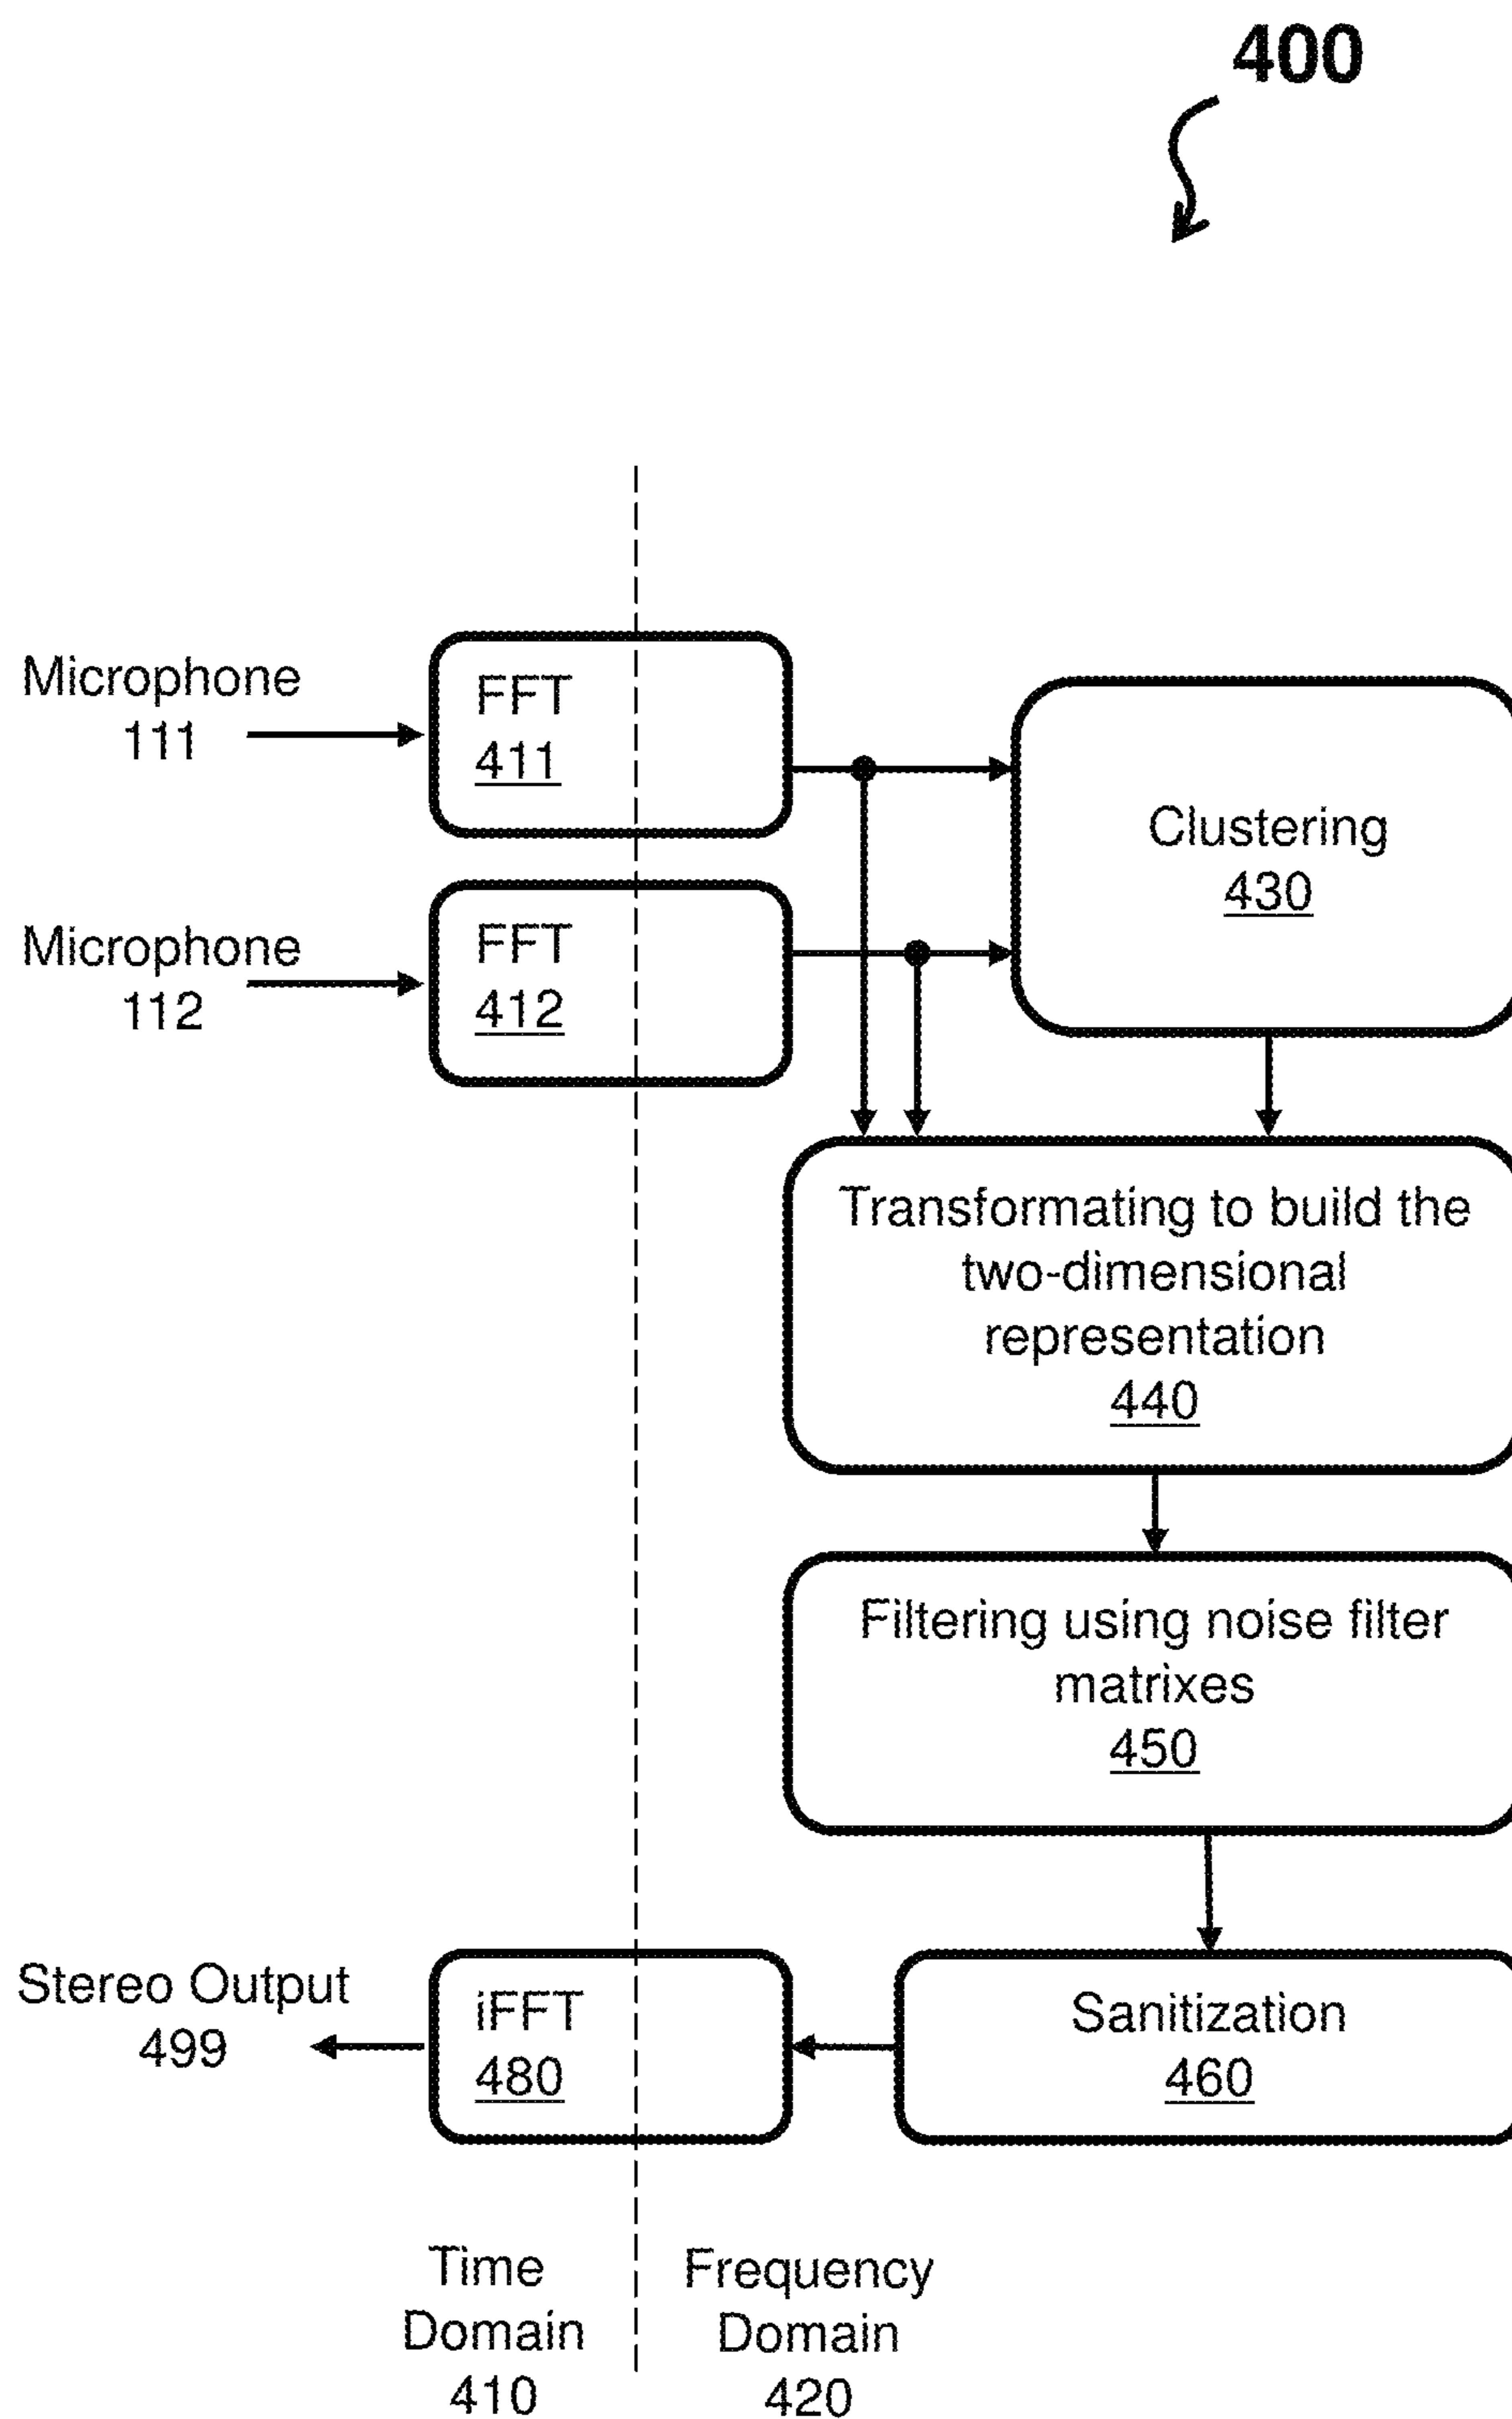 400
Microphone
111
FFT
411
Microphone
112
FFT
412
Clustering
430
Transformating to build the
two-dimensional
representation
440
Filtering using noise filter
matrixes
450
Stereo Output
499
iFFT
480
Sanitization
460
Time
Domain
410
Frequency
Domain
420